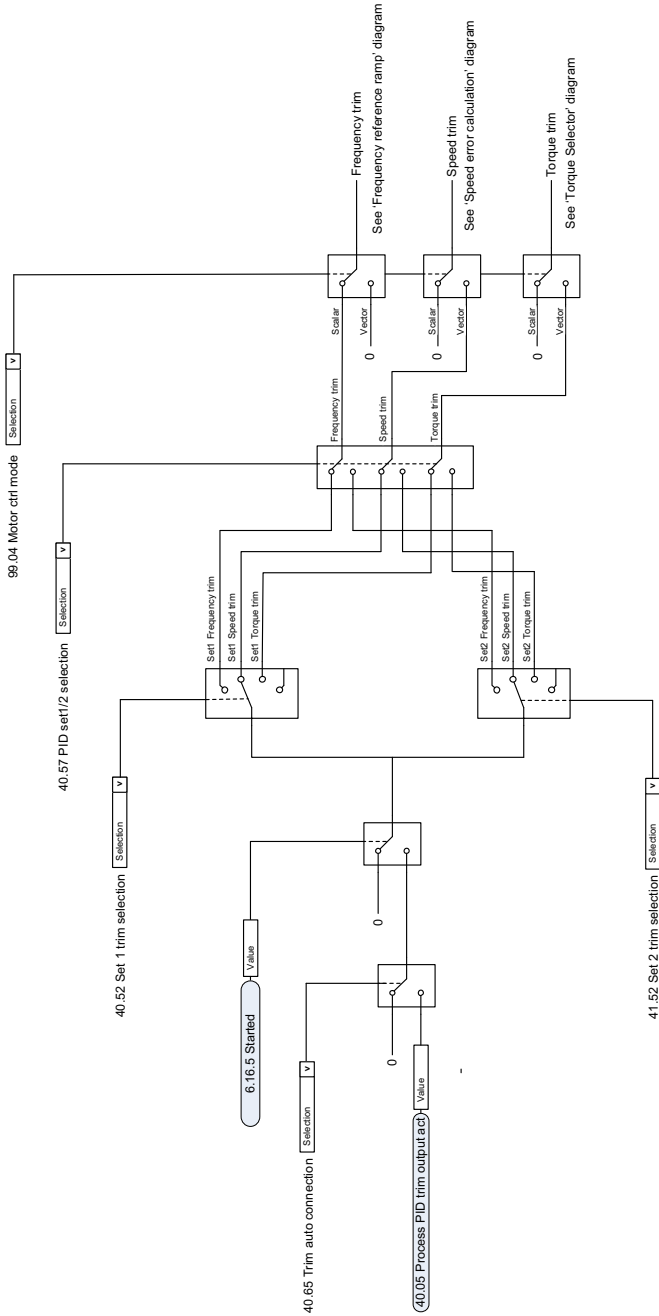 99.04 Motor ctrl mode
Selection
v
40.57 PID set1/2 selection
Selection
v
40.52 Set 1 trim selection
Selection
v
6.16.5 Started
Value
40.65 Trim auto connection
Selection
v
0
40.05 Process PID trim output act
Value
-
0
41.52 Set 2 trim selection
Selection
v
Set1 Frequency trim
Set1 Speed trim
Set1 Torque trim
Set2 Frequency trim
Set2 Speed trim
Set2 Torque trim
Frequency trim
Speed trim
Torque trim
Scalar
Vector
0
Frequency trim
See 'Frequency reference ramp' diagram
Scalar
0
Vector
Speed trim
See 'Speed error calculation' diagram
Scalar
0
Vector
Torque trim
See 'Torque Selector' diagram